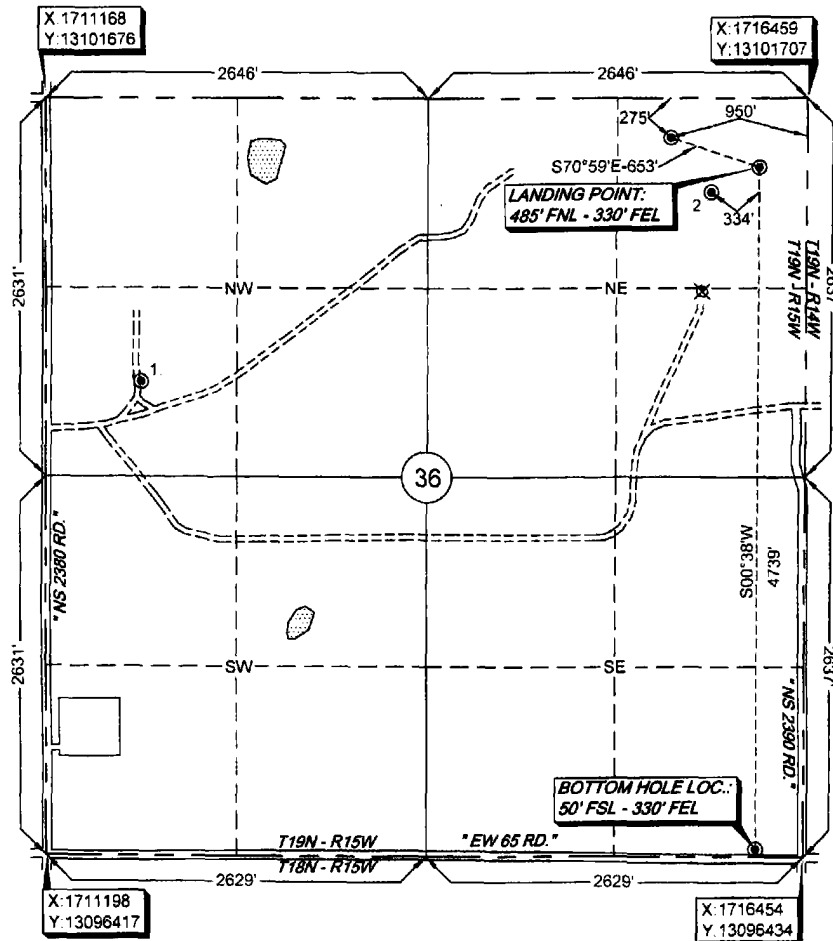 X:1711168
Y:13101676
X:1716459
Y:13101707
2646'
2646'
275'
950'
S70°59'E-653'
LANDING POINT:
485' FNL - 330' FEL
2
334'
T19N - R14W
T19N - R15W
2631'
2637'
NW
NE
1.
36
"NS 2380 RD."
S00°38'W
4739'
2631'
2637'
SW
SE
"NS 2390 RD."
BOTTOM HOLE LOC.:
50' FSL - 330' FEL
T19N - R15W
"EW 65 RD."
T18N - R15W
2629'
2629'
X:1711198
Y:13096417
X:1716454
Y:13096434